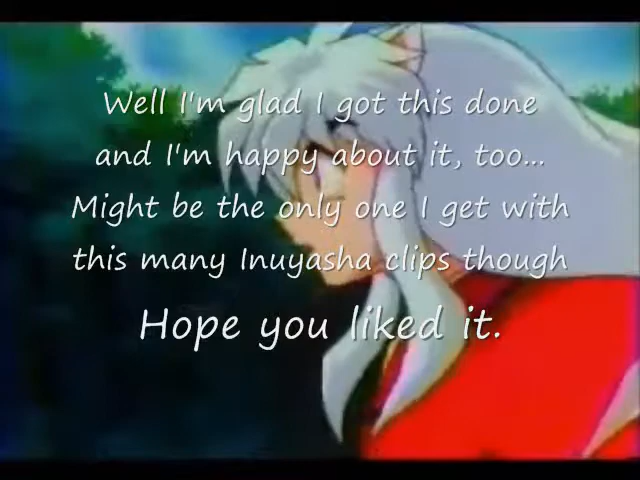 Well I'm glad I got this done
and I'm happy about it, too...
Might be the only one I get with
this many Inuyasha clips though
Hope you liked it.